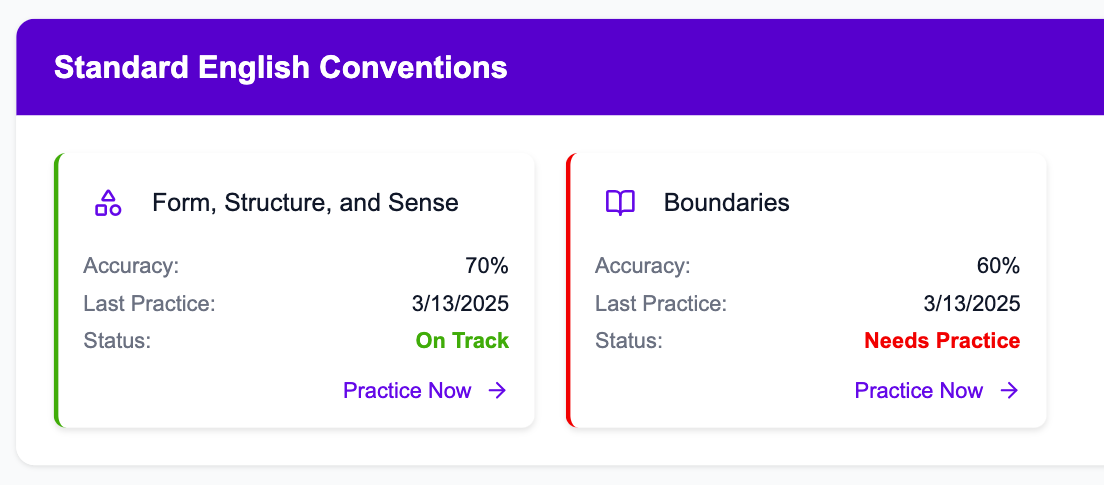 Standard English Conventions
Form, Structure, and Sense
Accuracy: 70%
Last Practice: 3/13/2025
Status: On Track
Practice Now →
Boundaries
Accuracy: 60%
Last Practice: 3/13/2025
Status: Needs Practice
Practice Now →